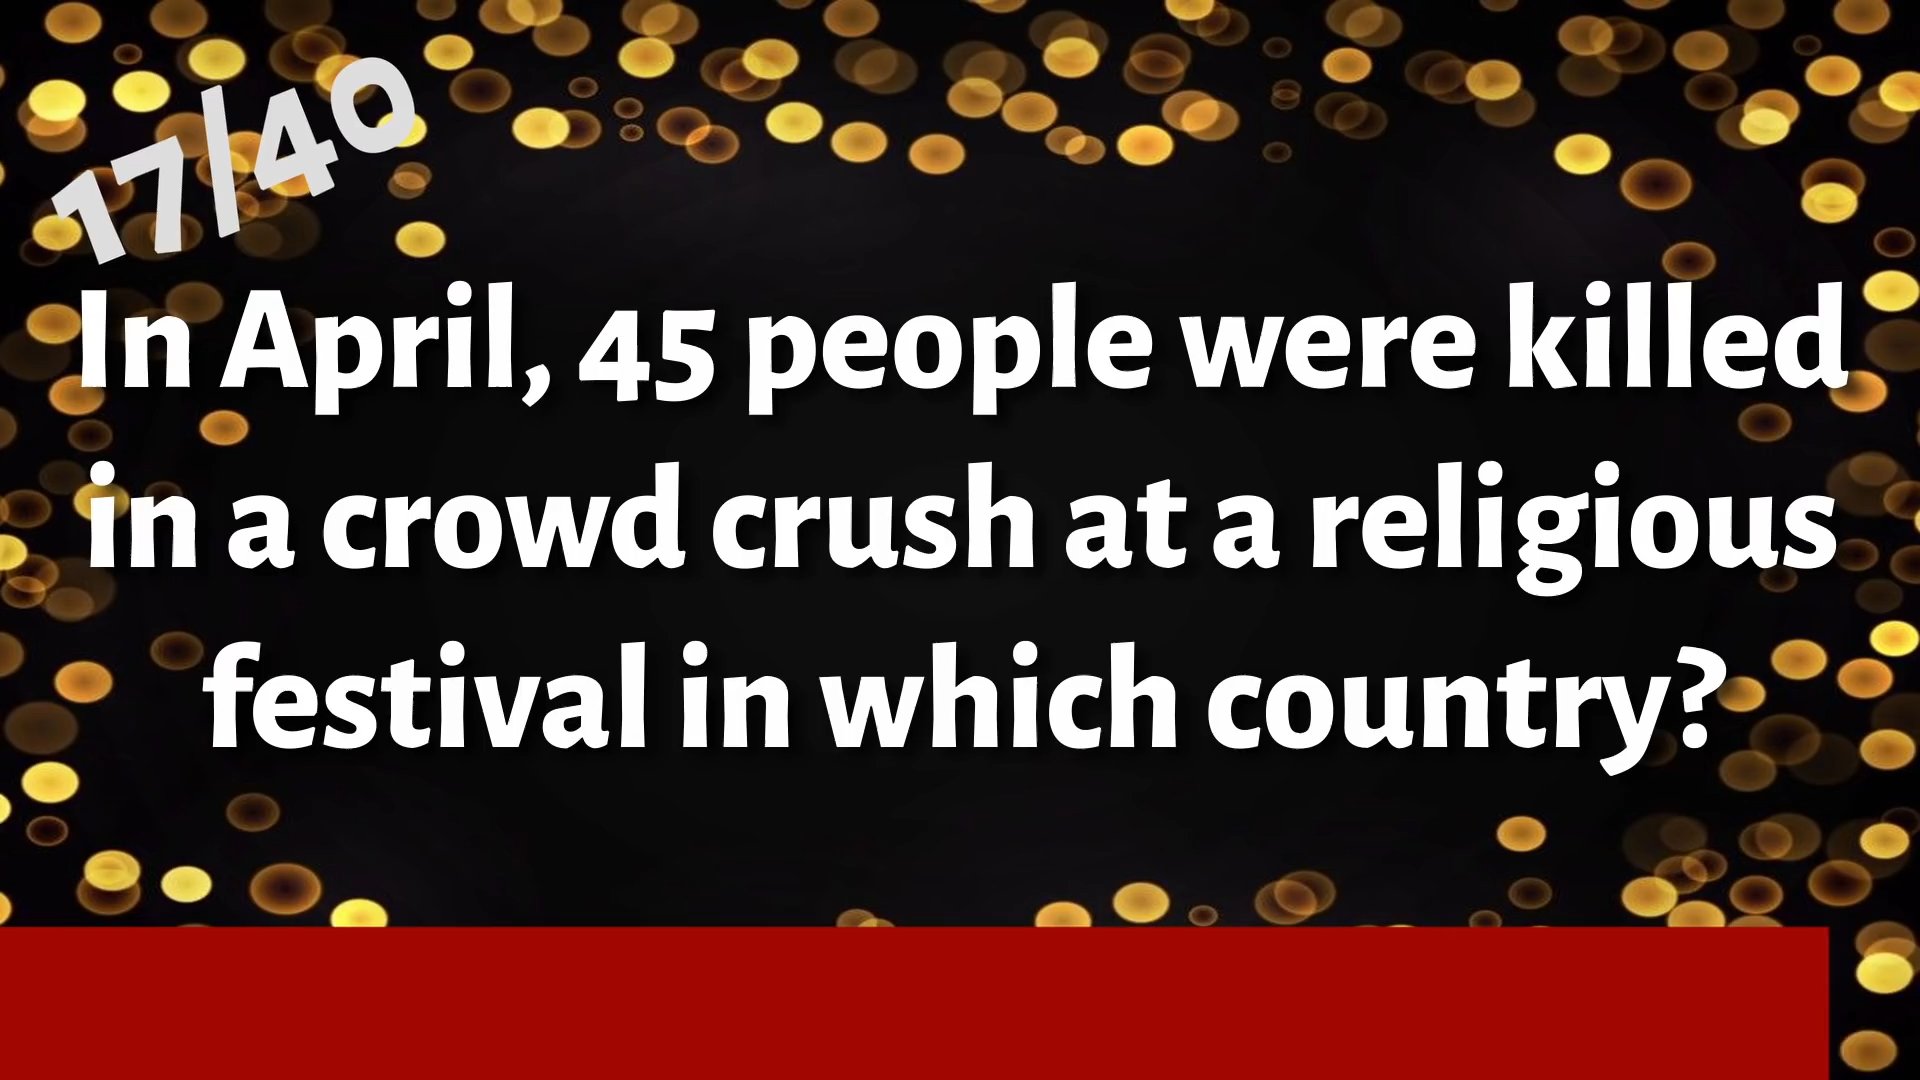 17/40
In April, 45 people were killed
in a crowd crush at a religious
festival in which country?